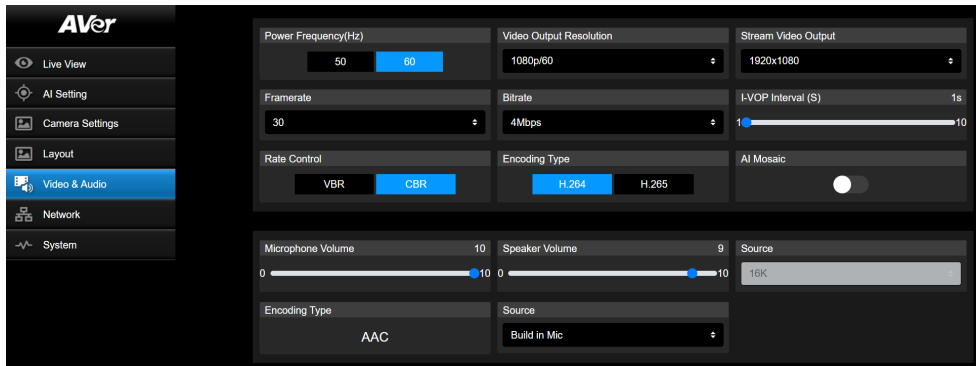 AVer
Live View
AI Setting
Camera Settings
Layout
Video & Audio
Network
System
Power Frequency(Hz)
50 60
Video Output Resolution
1080p/60
Stream Video Output
1920x1080
Framerate
30
Bitrate
4Mbps
I-VOP Interval (S) 1s
1 10
Rate Control
VBR CBR
Encoding Type
H.264 H.265
AI Mosaic
Microphone Volume 10
0 10
Speaker Volume 9
0 10
Source
16K
Encoding Type
AAC
Source
Build in Mic